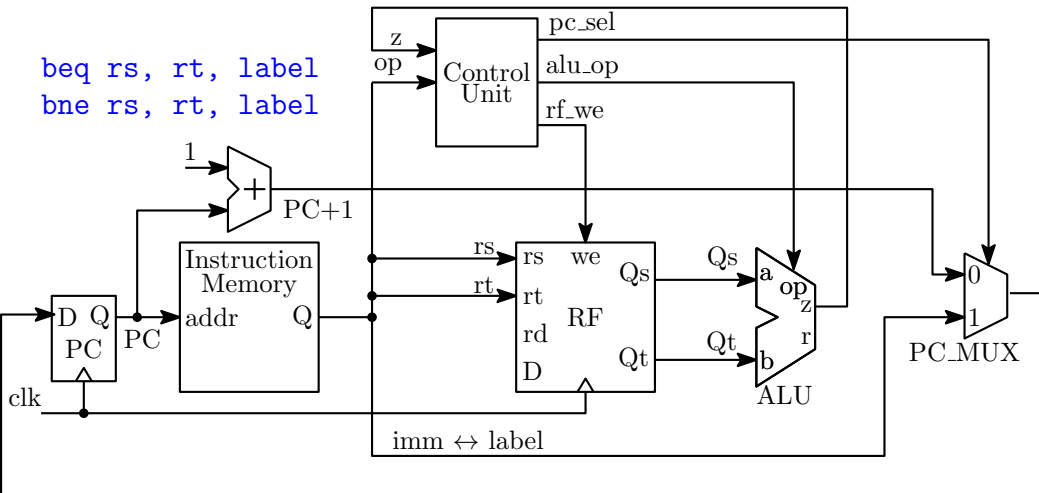 beq rs, rt, label
bne rs, rt, label
z
op
Control
Unit
pc_sel
alu_op
rf_we
1
+
PC+1
Instruction
Memory
addr
Q
D Q
PC
PC
clk
rs
rt
rs
rt
rd
D
we
RF
Qs
Qt
Qs
Qt
a
b
op
z
r
ALU
0
1
PC_MUX
imm ↔ label